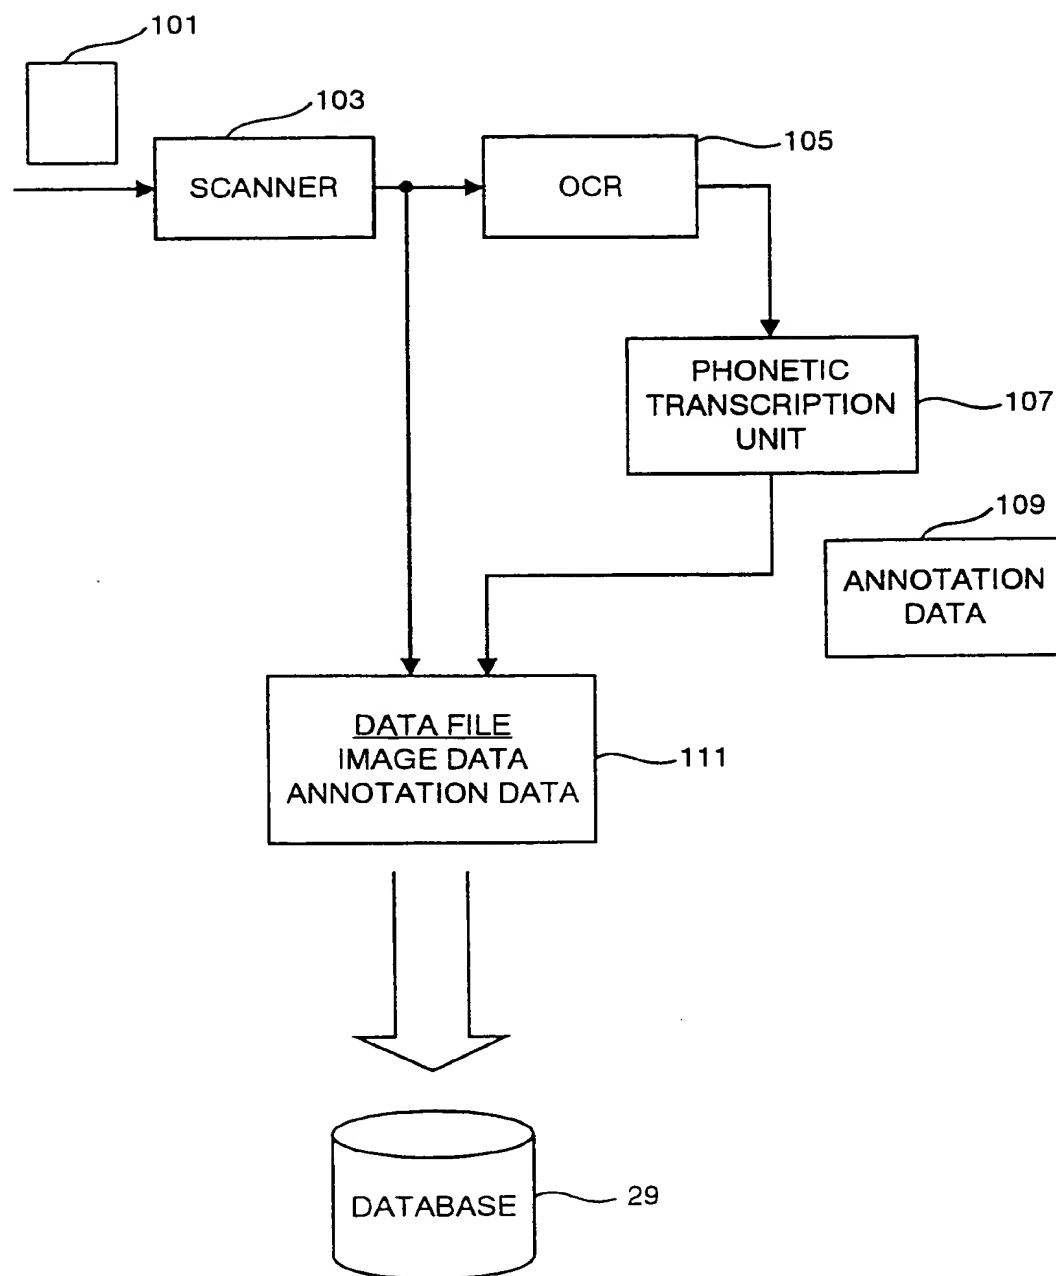 101
103
SCANNER
105
OCR
PHONETIC
TRANSCRIPTION
UNIT
107
109
ANNOTATION
DATA
DATA FILE
IMAGE DATA
ANNOTATION DATA
111
DATABASE
29